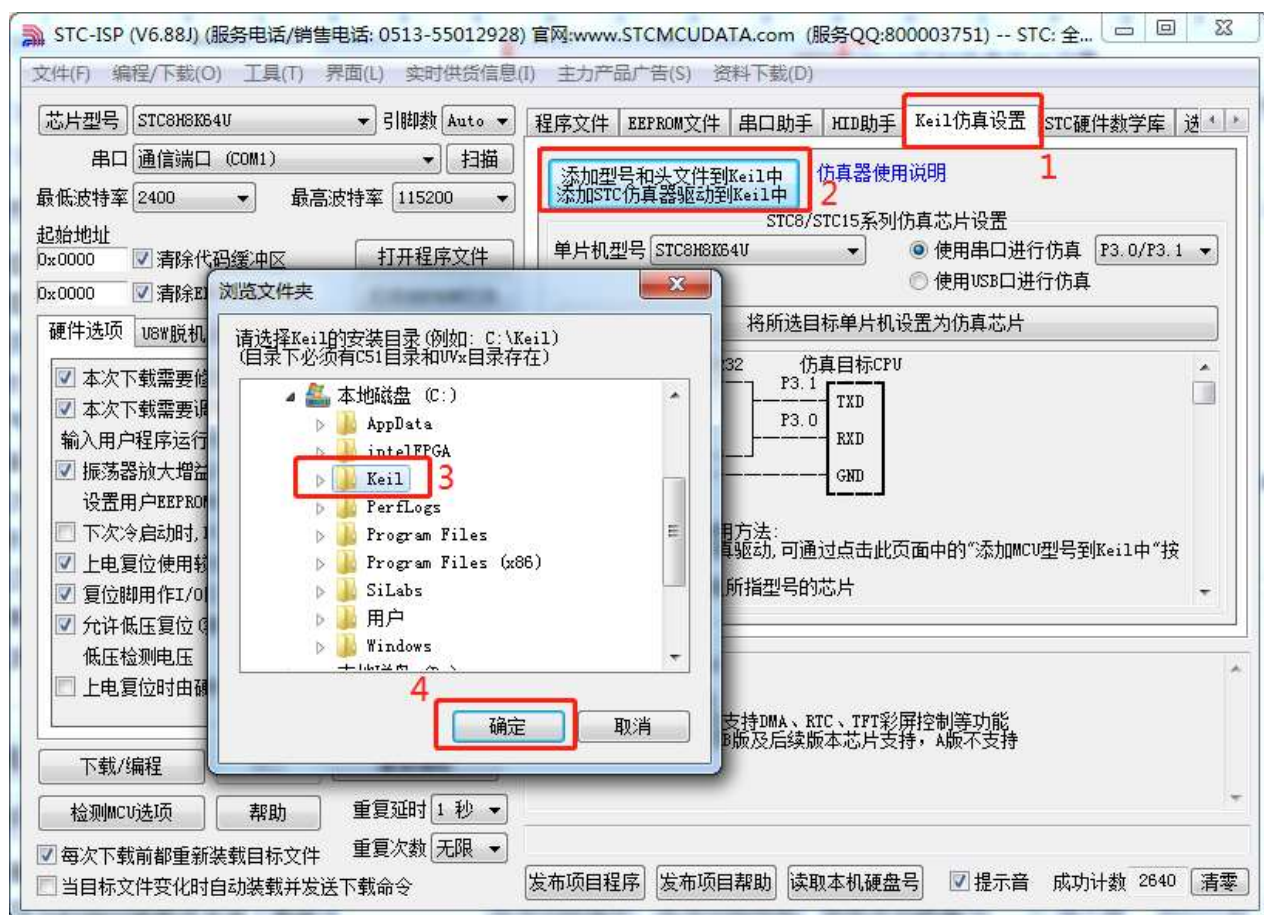 STC-ISP (V6.88J) (服务电话/销售电话: 0513-55012928) 官网:www.STCMCUDATA.com (服务QQ:800003751) -- STC: 全...
文件(F) 编程/下载(O) 工具(T) 界面(L) 实时供货信息(I) 主力产品广告(S) 资料下载(D)
芯片型号 STC8H8K64U 引脚数 Auto
程序文件 EEPROM文件 串口助手 HID助手 Keil仿真设置 STC硬件数学库 选
1
串口 通信端口 (COM1) 扫描
最低波特率 2400 最高波特率 115200
添加型号和头文件到Keil中
添加STC仿真器驱动到Keil中
2
仿真器使用说明
STC8/STC15系列仿真芯片设置
单片机型号 STC8H8K64U 使用串口进行仿真 P3.0/P3.1
使用USB口进行仿真
将所选目标单片机设置为仿真芯片
起始地址
0x0000 清除代码缓冲区 打开程序文件
0x0000 清除E
硬件选项 U8W脱机
本次下载需要修
本次下载需要调
输入用户程序运行
振荡器放大增益
设置用户EEPRO
下次冷启动时,
上电复位使用较
复位脚用作I/O
允许低压复位
低压检测电压
上电复位时由硬
浏览文件夹
请选择Keil的安装目录(例如: C:\Keil)
(目录下必须有C51目录和UVx目录存在)
本地磁盘 (C:)
AppData
intelFPGA
Keil
3
PerfLogs
Program Files
Program Files (x86)
SiLabs
用户
Windows
4
确定 取消
32 仿真目标CPU
P3.1 TXD
P3.0 RXD
GND
用方法:
真驱动,可通过点击此页面中的“添加MCU型号到Keil中“按
所指型号的芯片
支持DMA、RTC、TFT彩屏控制等功能
B版及后续版本芯片支持，A版不支持
下载/编程
检测MCU选项 帮助 重复延时 1 秒
每次下载前都重新装载目标文件 重复次数 无限
当目标文件变化时自动装载并发送下载命令
发布项目程序 发布项目帮助 读取本机硬盘号 提示音 成功计数 2640 清零